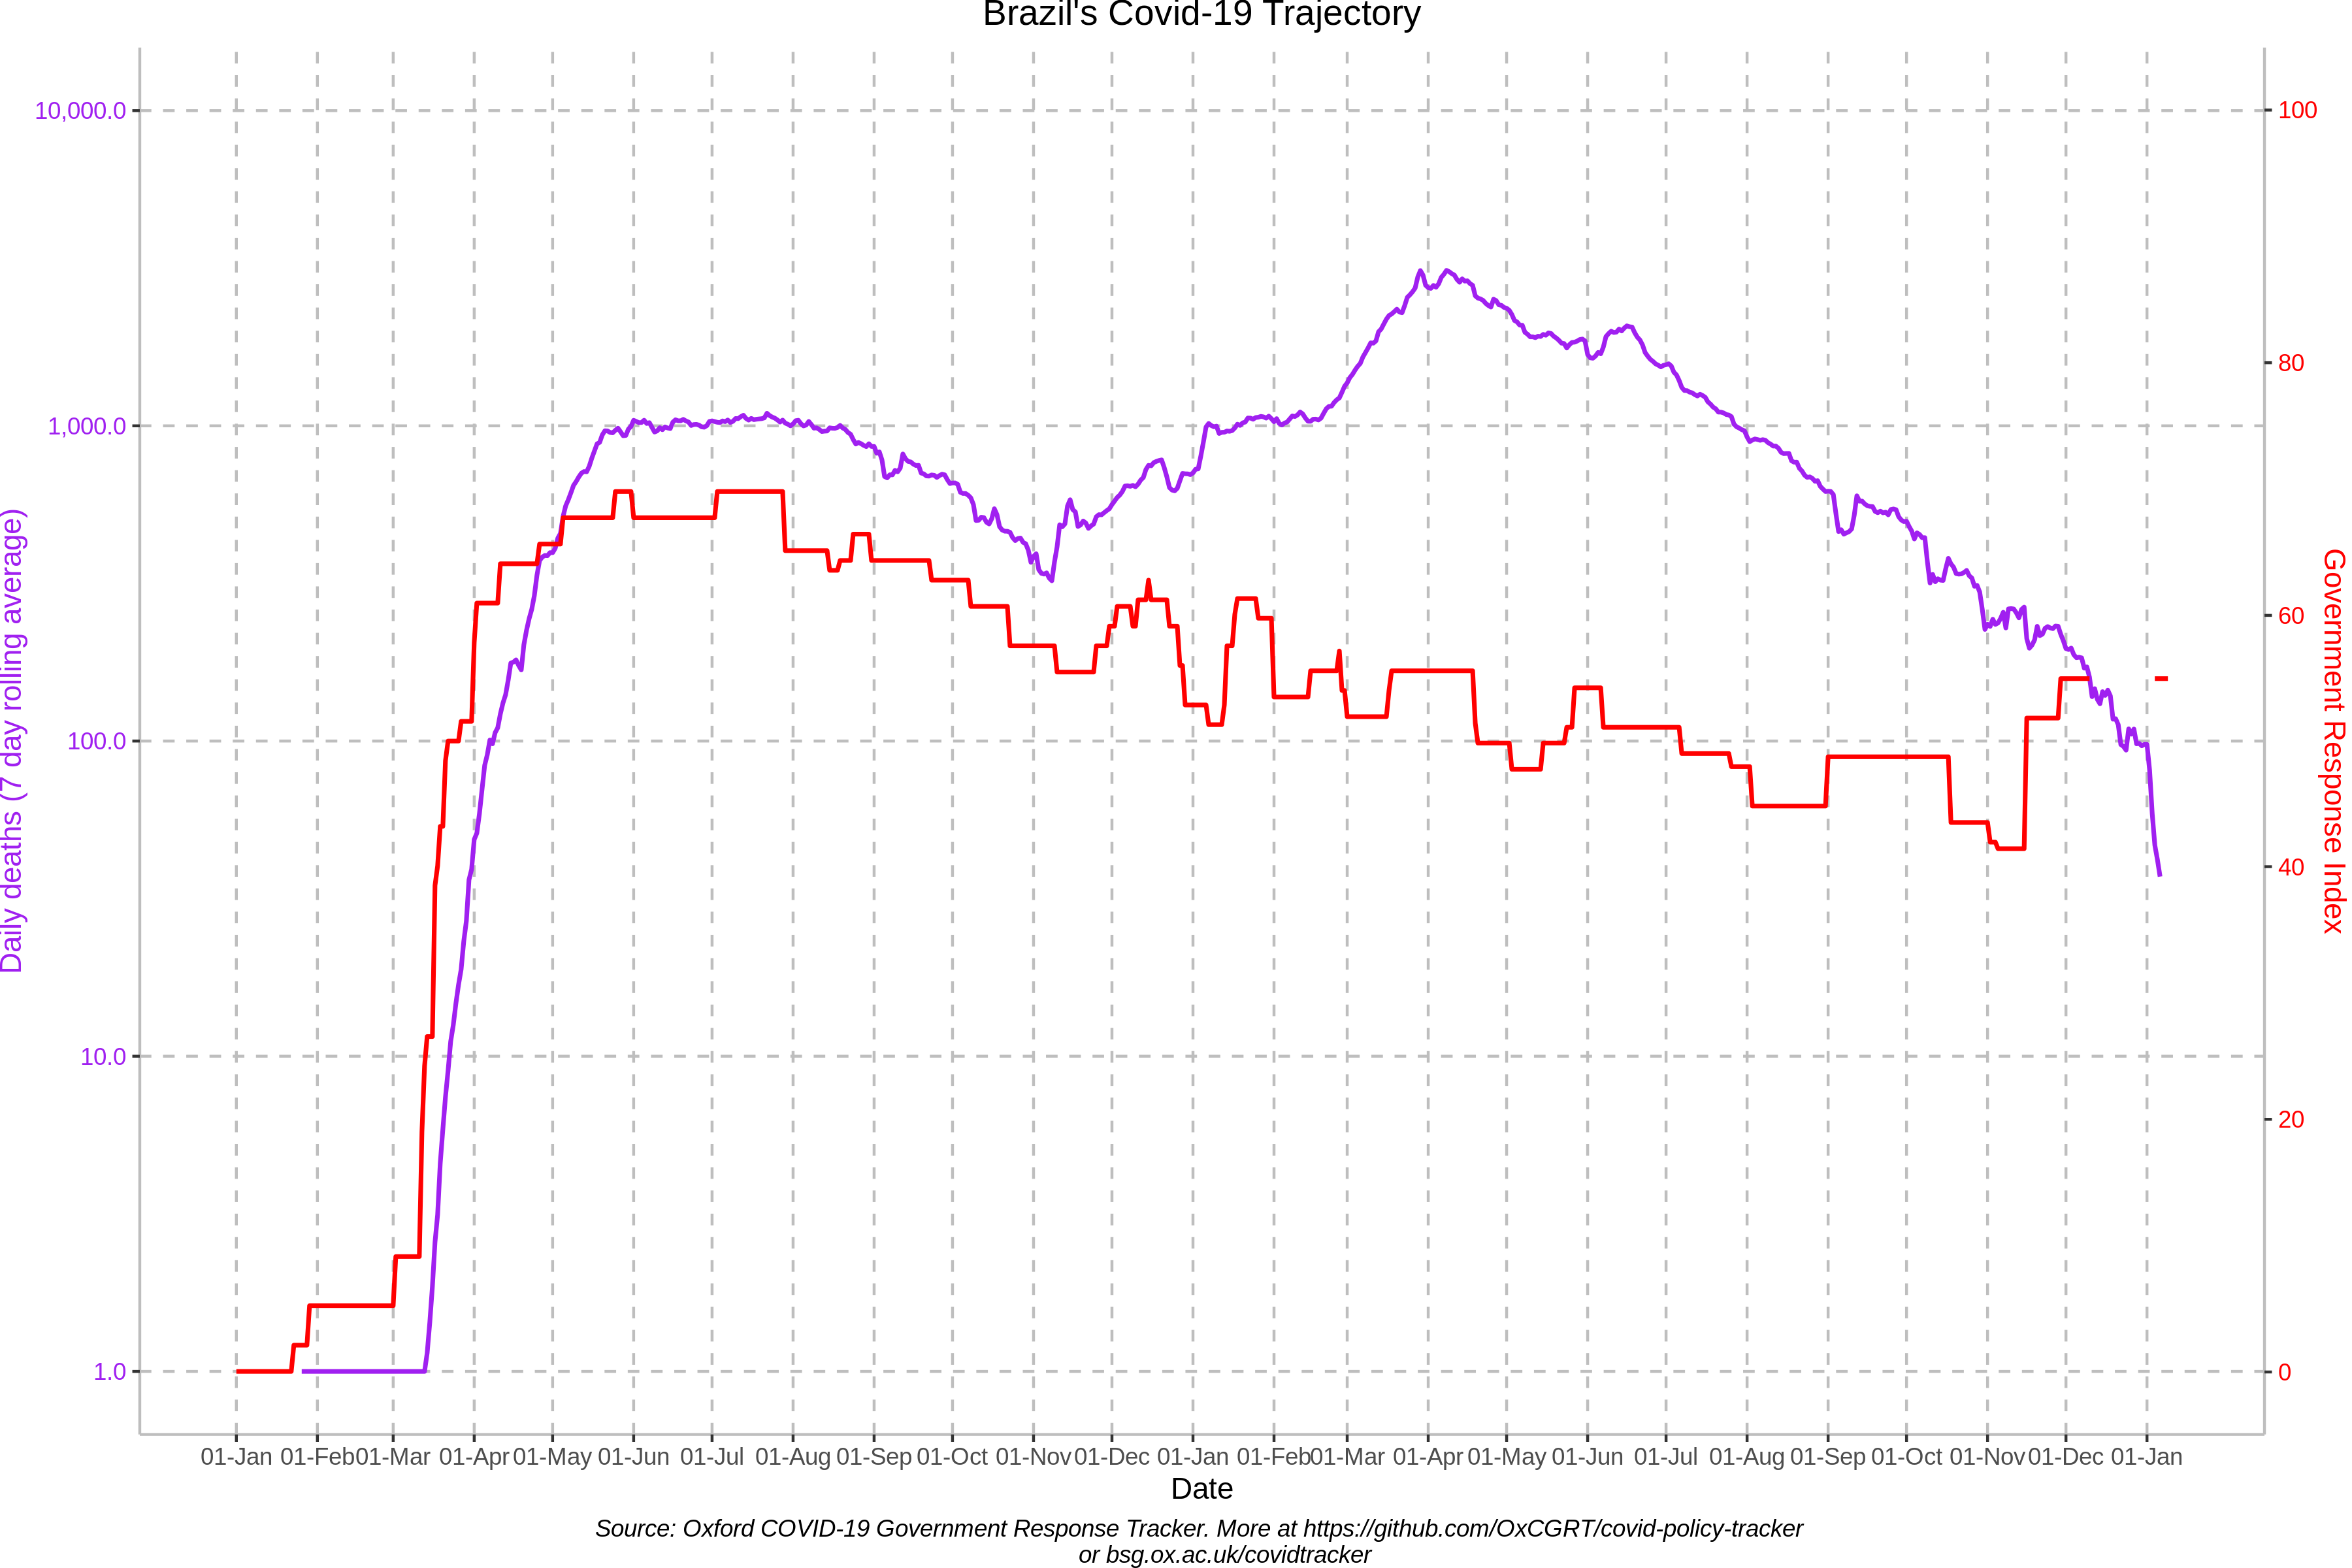 Brazil's Covid-19 Trajectory
10,000.0
1,000.0
100.0
10.0
1.0
Daily deaths (7 day rolling average)
100
80
60
40
20
0
Government Response Index
01-Jan 01-Feb 01-Mar 01-Apr 01-May 01-Jun 01-Jul 01-Aug 01-Sep 01-Oct 01-Nov 01-Dec 01-Jan 01-Feb 01-Mar 01-Apr 01-May 01-Jun 01-Jul 01-Aug 01-Sep 01-Oct 01-Nov 01-Dec 01-Jan
Date
Source: Oxford COVID-19 Government Response Tracker. More at https://github.com/OxCGRT/covid-policy-tracker
or bsg.ox.ac.uk/covidtracker